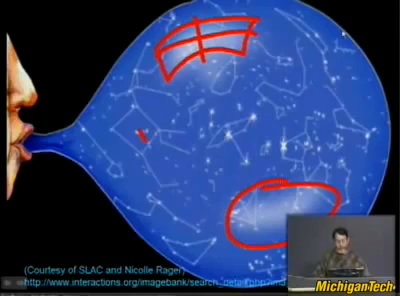 (Courtesy of SLAC and Nicolle Rager)
http://www.interactions.org/imagebank/search_detail.php?
MichiganTech